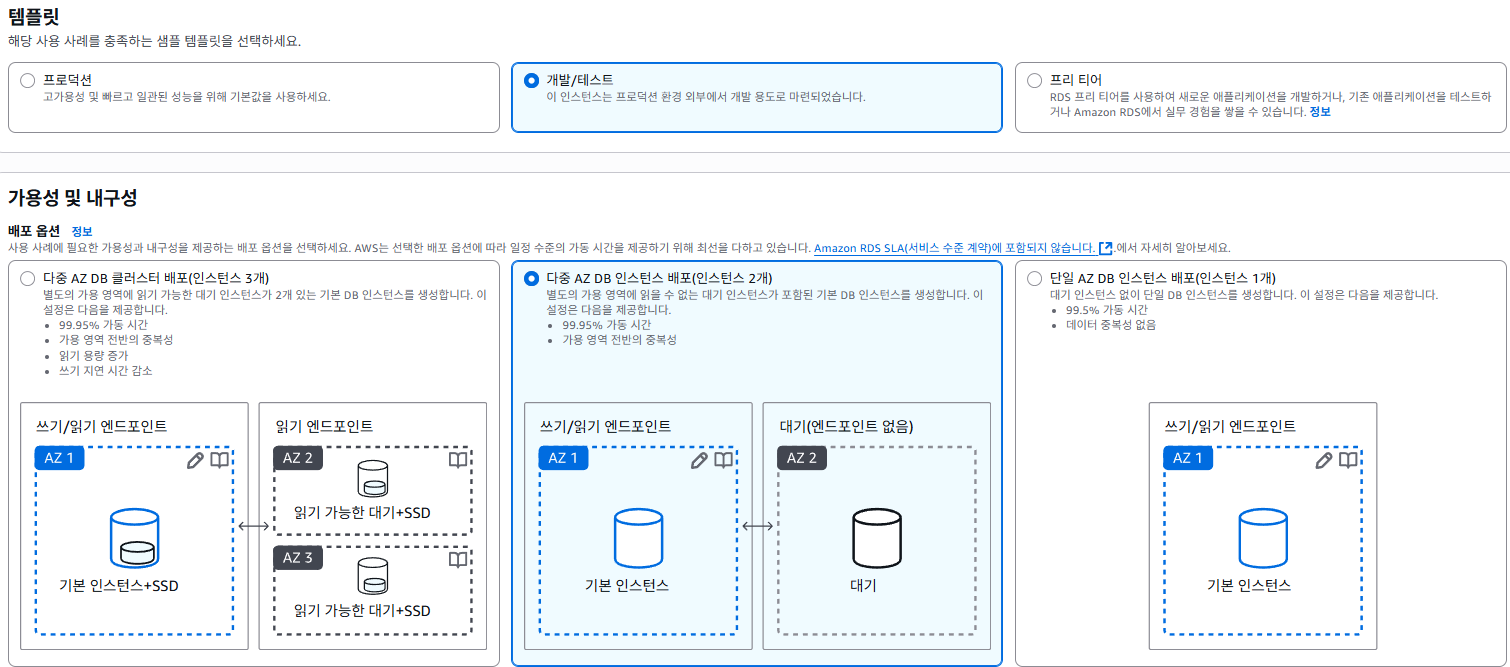 템플릿
해당 사용 사례를 충족하는 샘플 템플릿을 선택하세요.
프로덕션
고가용성 및 빠르고 일관된 성능을 위해 기본값을 사용하세요.
개발/테스트
이 인스턴스는 프로덕션 환경 외부에서 개발 용도로 마련되었습니다.
프리 티어
RDS 프리 티어를 사용하여 새로운 애플리케이션을 개발하거나, 기존 애플리케이션을 테스트하
거나 Amazon RDS에서 실무 경험을 쌓을 수 있습니다. 정보
가용성 및 내구성
배포 옵션 정보
사용 사례에 필요한 가용성과 내구성을 제공하는 배포 옵션을 선택하세요. AWS는 선택한 배포 옵션에 따라 일정 수준의 가동 시간을 제공하기 위해 최선을 다하고 있습니다. Amazon RDS SLA(서비스 수준 계약)에 포함되지 않습니다. .에서 자세히 알아보세요.
다중 AZ DB 클러스터 배포(인스턴스 3개)
별도의 가용 영역에 읽기 가능한 대기 인스턴스가 2개 있는 기본 DB 인스턴스를 생성합니다. 이
설정은 다음을 제공합니다.
• 99.95% 가동 시간
• 가용 영역 전반의 중복성
• 읽기 용량 증가
• 쓰기 지연 시간 감소
쓰기/읽기 엔드포인트
AZ 1
기본 인스턴스+SSD
읽기 엔드포인트
AZ 2
읽기 가능한 대기+SSD
AZ 3
읽기 가능한 대기+SSD
다중 AZ DB 인스턴스 배포(인스턴스 2개)
별도의 가용 영역에 읽을 수 없는 대기 인스턴스가 포함된 기본 DB 인스턴스를 생성합니다. 이
설정은 다음을 제공합니다.
• 99.95% 가동 시간
• 가용 영역 전반의 중복성
쓰기/읽기 엔드포인트
AZ 1
기본 인스턴스
대기(엔드포인트 없음)
AZ 2
대기
단일 AZ DB 인스턴스 배포(인스턴스 1개)
대기 인스턴스 없이 단일 DB 인스턴스를 생성합니다. 이 설정은 다음을 제공합니다.
• 99.5% 가동 시간
• 데이터 중복성 없음
쓰기/읽기 엔드포인트
AZ 1
기본 인스턴스